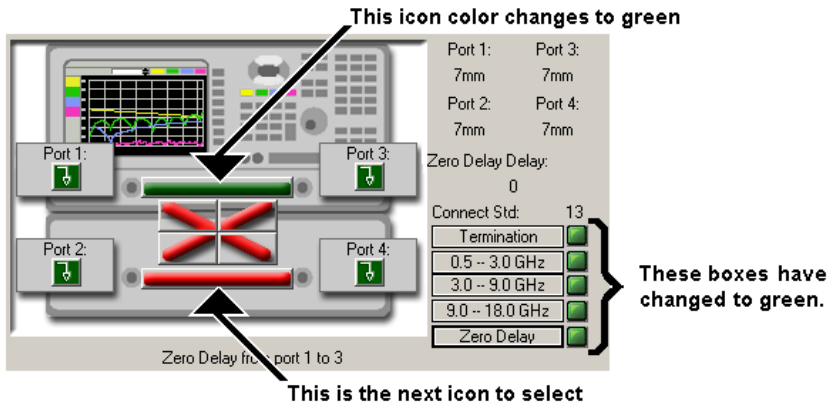 This icon color changes to green
Port 1: Port 3:
7mm 7mm
Port 2: Port 4:
7mm 7mm
Zero Delay Delay:
0
Connect Std: 13
Termination
0.5 -- 3.0 GHz
3.0 -- 9.0 GHz
9.0 -- 18.0 GHz
Zero Delay
Port 1:
Port 3:
Port 2:
Port 4:
Zero Delay from port 1 to 3
These boxes have
changed to green.
This is the next icon to select